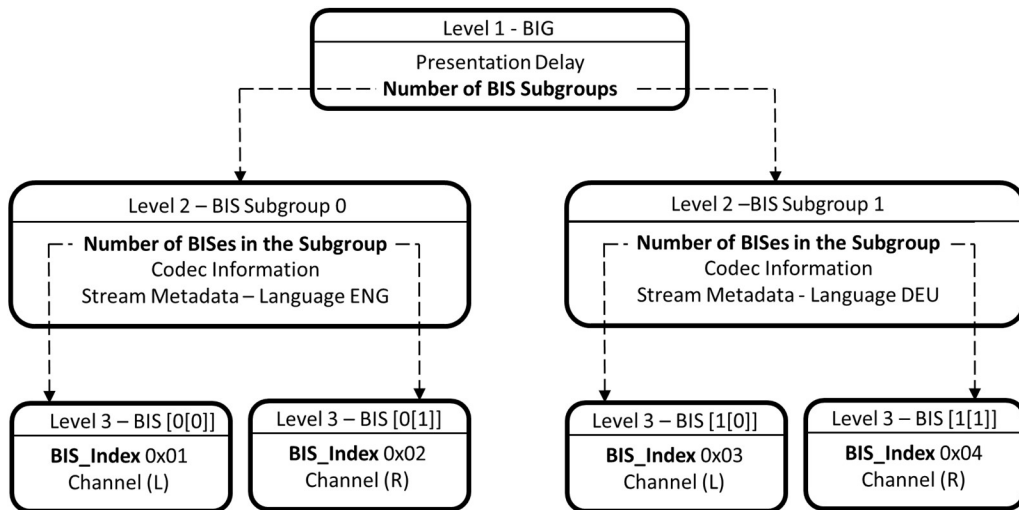 Level 1 - BIG
Presentation Delay
Number of BIS Subgroups
Level 2 – BIS Subgroup 0
Number of BISes in the Subgroup
Codec Information
Stream Metadata – Language ENG
Level 2 –BIS Subgroup 1
Number of BISes in the Subgroup
Codec Information
Stream Metadata - Language DEU
Level 3 – BIS [0[0]]
BIS_Index 0x01
Channel (L)
Level 3 – BIS [0[1]]
BIS_Index 0x02
Channel (R)
Level 3 – BIS [1[0]]
BIS_Index 0x03
Channel (L)
Level 3 – BIS [1[1]]
BIS_Index 0x04
Channel (R)